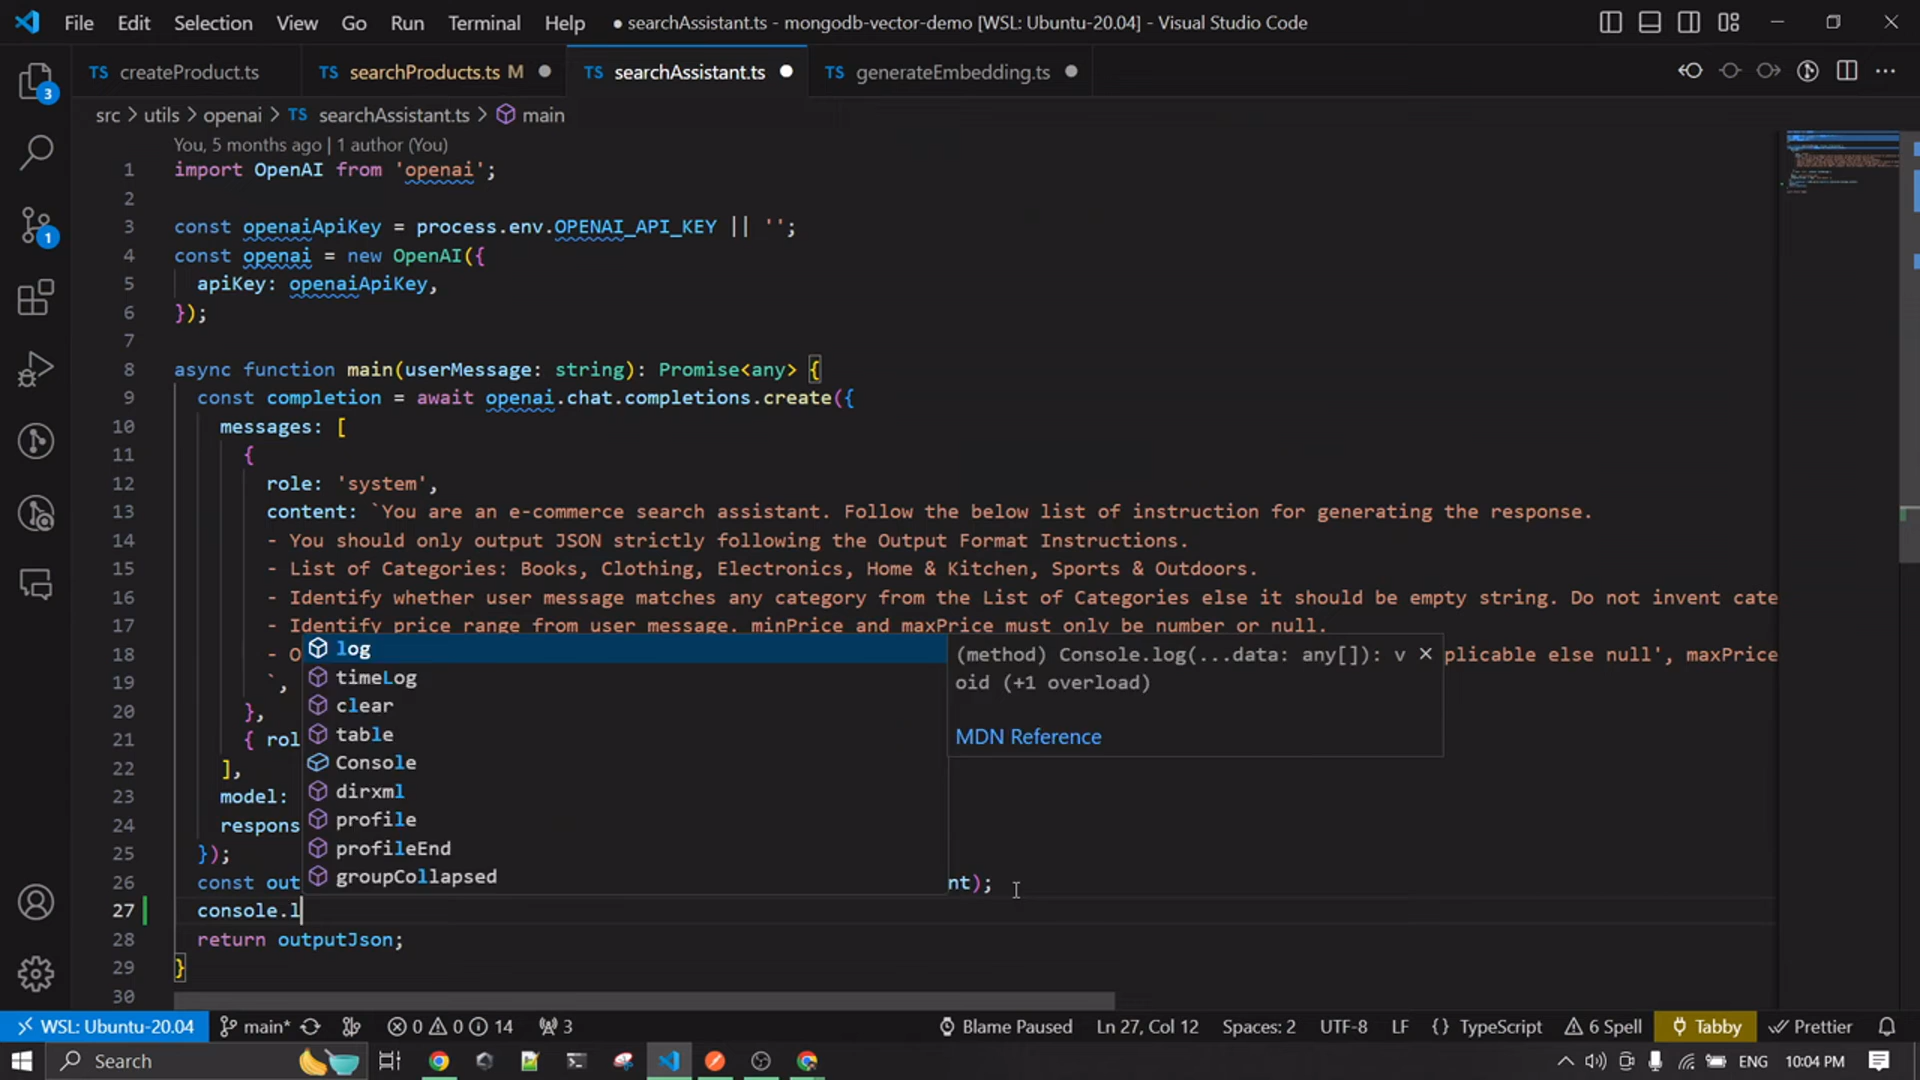 File Edit Selection View Go Run Terminal Help ● searchAssistant.ts - mongodb-vector-demo [WSL: Ubuntu-20.04] - Visual Studio Code
TS createProduct.ts TS searchProducts.ts M TS searchAssistant.ts TS generateEmbedding.ts
src > utils > openai > TS searchAssistant.ts > main
You, 5 months ago | 1 author (You)
1 import OpenAI from 'openai';
2
3 const openaiApiKey = process.env.OPENAI_API_KEY || '';
4 const openai = new OpenAI({
5 apiKey: openaiApiKey,
6 });
7
8 async function main(userMessage: string): Promise<any> {
9 const completion = await openai.chat.completions.create({
10 messages: [
11 {
12 role: 'system',
13 content: `You are an e-commerce search assistant. Follow the below list of instruction for generating the response.
14 - You should only output JSON strictly following the Output Format Instructions.
15 - List of Categories: Books, Clothing, Electronics, Home & Kitchen, Sports & Outdoors.
16 - Identify whether user message matches any category from the List of Categories else it should be empty string. Do not invent cate
17 - Identify price range from user message. minPrice and maxPrice must only be number or null.
18 - O plicable else null', maxPrice
19 `,
20 },
21 { rol
22 ],
23 model:
24 respons
25 });
26 const out nt);
27 console.l
28 return outputJson;
29 }
30
log
timeLog
clear
table
Console
dirxml
profile
profileEnd
groupCollapsed
(method) Console.log(...data: any[]): v
oid (+1 overload)
MDN Reference
3
1
WSL: Ubuntu-20.04 main* 0 0 14 3 Blame Paused Ln 27, Col 12 Spaces: 2 UTF-8 LF {} TypeScript 6 Spell Tabby Prettier
Search ENG 10:04 PM